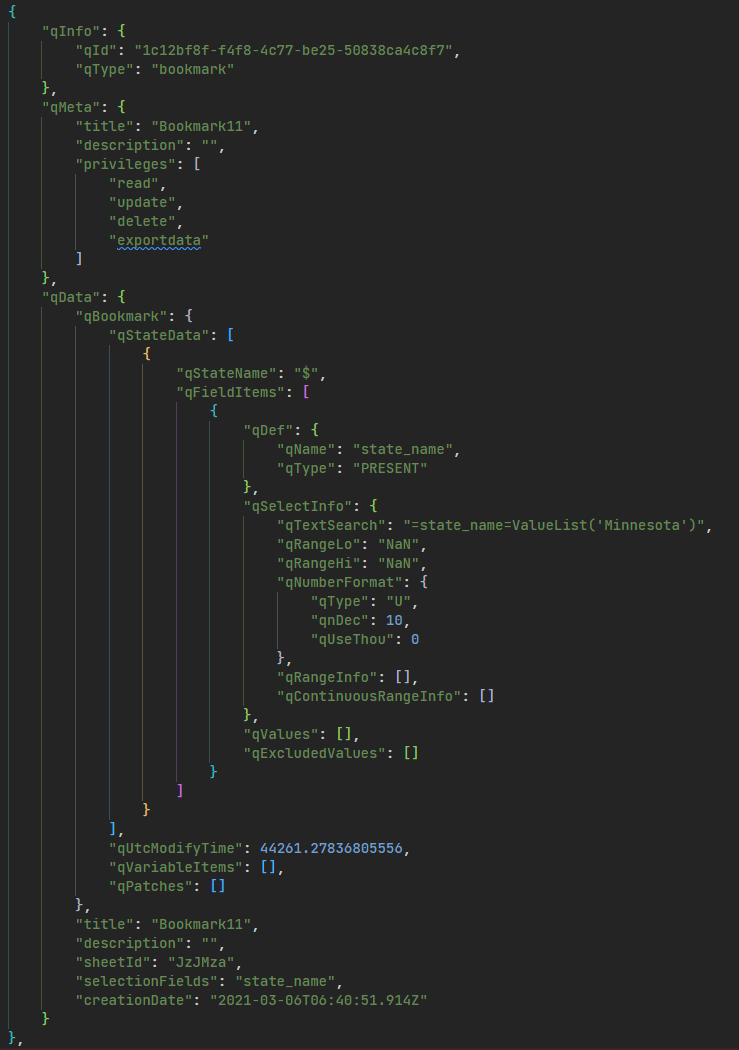 {
    "qInfo": {
        "qId": "1c12bf8f-f4f8-4c77-be25-50838ca4c8f7",
        "qType": "bookmark"
    },
    "qMeta": {
        "title": "Bookmark11",
        "description": "",
        "privileges": [
            "read",
            "update",
            "delete",
            "exportdata"
        ]
    },
    "qData": {
        "qBookmark": {
            "qStateData": [
                {
                    "qStateName": "$",
                    "qFieldItems": [
                        {
                            "qDef": {
                                "qName": "state_name",
                                "qType": "PRESENT"
                            },
                            "qSelectInfo": {
                                "qTextSearch": "=state_name=ValueList('Minnesota')",
                                "qRangeLo": "NaN",
                                "qRangeHi": "NaN",
                                "qNumberFormat": {
                                    "qType": "U",
                                    "qnDec": 10,
                                    "qUseThou": 0
                                },
                                "qRangeInfo": [],
                                "qContinuousRangeInfo": []
                            },
                            "qValues": [],
                            "qExcludedValues": []
                        }
                    ]
                }
            ],
            "qUtcModifyTime": 44261.27836805556,
            "qVariableItems": [],
            "qPatches": []
        },
        "title": "Bookmark11",
        "description": "",
        "sheetId": "JzJMza",
        "selectionFields": "state_name",
        "creationDate": "2021-03-06T06:40:51.914Z"
    }
},